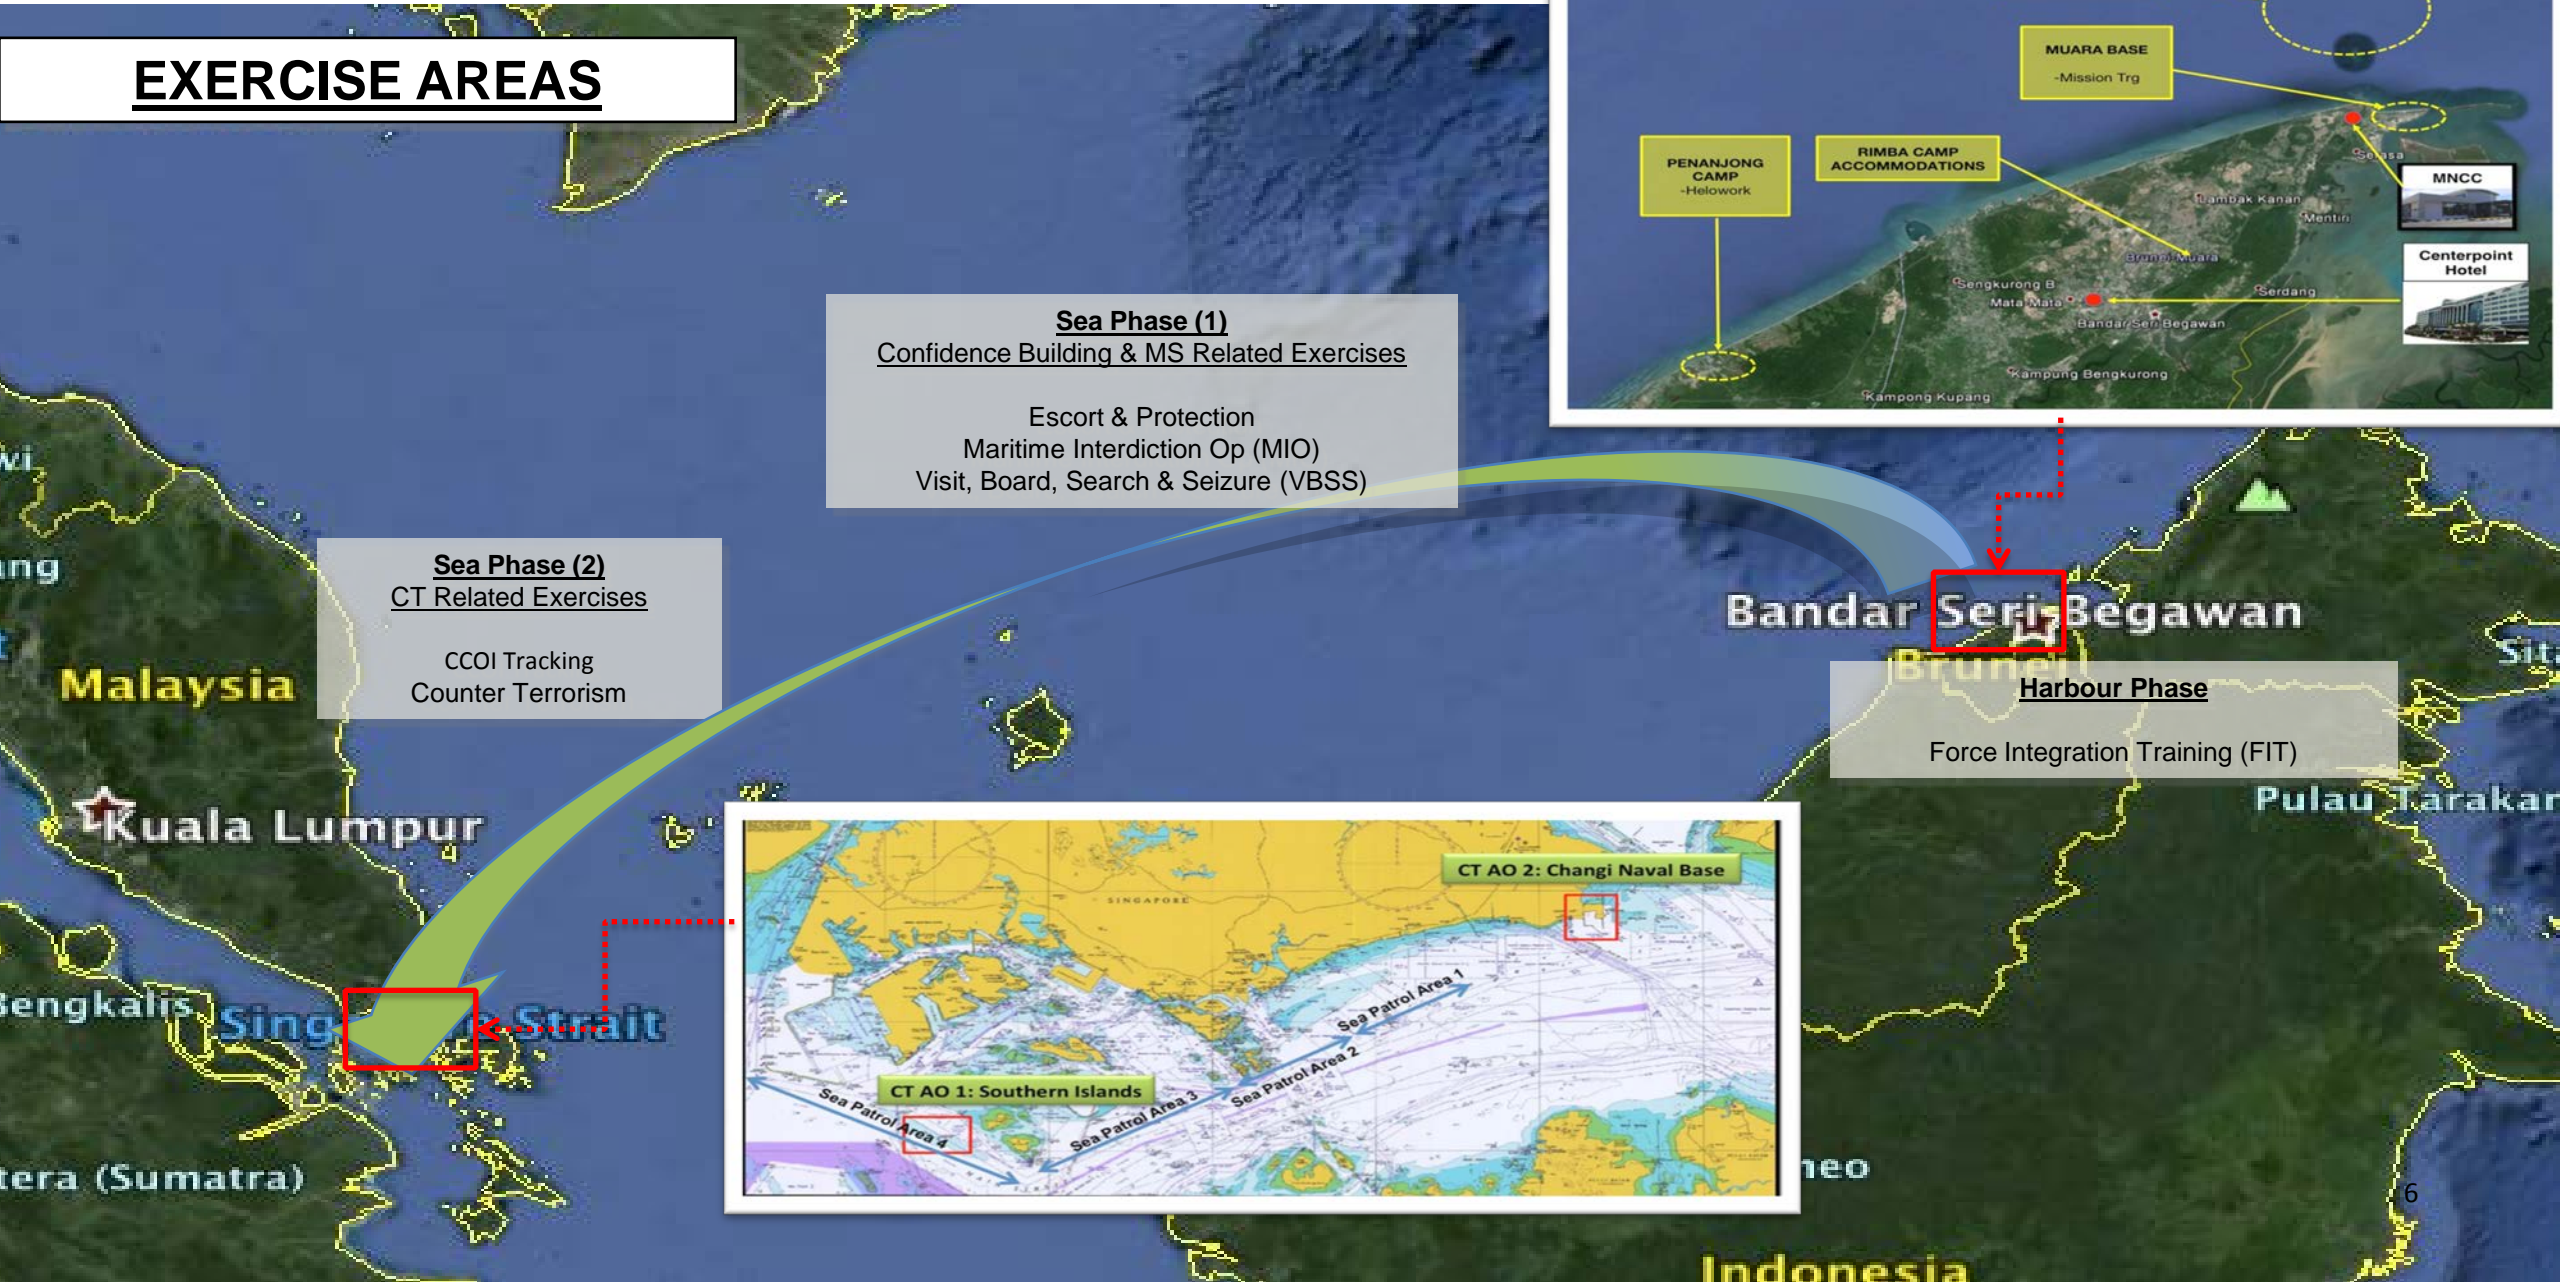 EXERCISE AREAS
MUARA BASE
-Mission Trg
PENANJONG
CAMP
-Helowork
RIMBA CAMP
ACCOMMODATIONS
MNCC
Lambak Kanan
Mentiri
Centerpoint
Hotel
Brunei-Muara
Sengkurong B
Mata-Mata
Serdang
Bandar Seri Begawan
Kampung Bengkurong
Kampong Kupang
Sea Phase (1)
Confidence Building & MS Related Exercises
Escort & Protection
Maritime Interdiction Op (MIO)
Visit, Board, Search & Seizure (VBSS)
Sea Phase (2)
CT Related Exercises
CCOI Tracking
Counter Terrorism
Bandar Seri Begawan
Brunei
Harbour Phase
Force Integration Training (FIT)
Malaysia
Kuala Lumpur
Pulau Tarakan
CT AO 2: Changi Naval Base
SINGAPORE
Sea Patrol Area 1
Sea Patrol Area 2
CT AO 1: Southern Islands
Sea Patrol Area 3
Sea Patrol Area 4
Bengkalis
Strait
tera (Sumatra)
neo
6
Indonesia